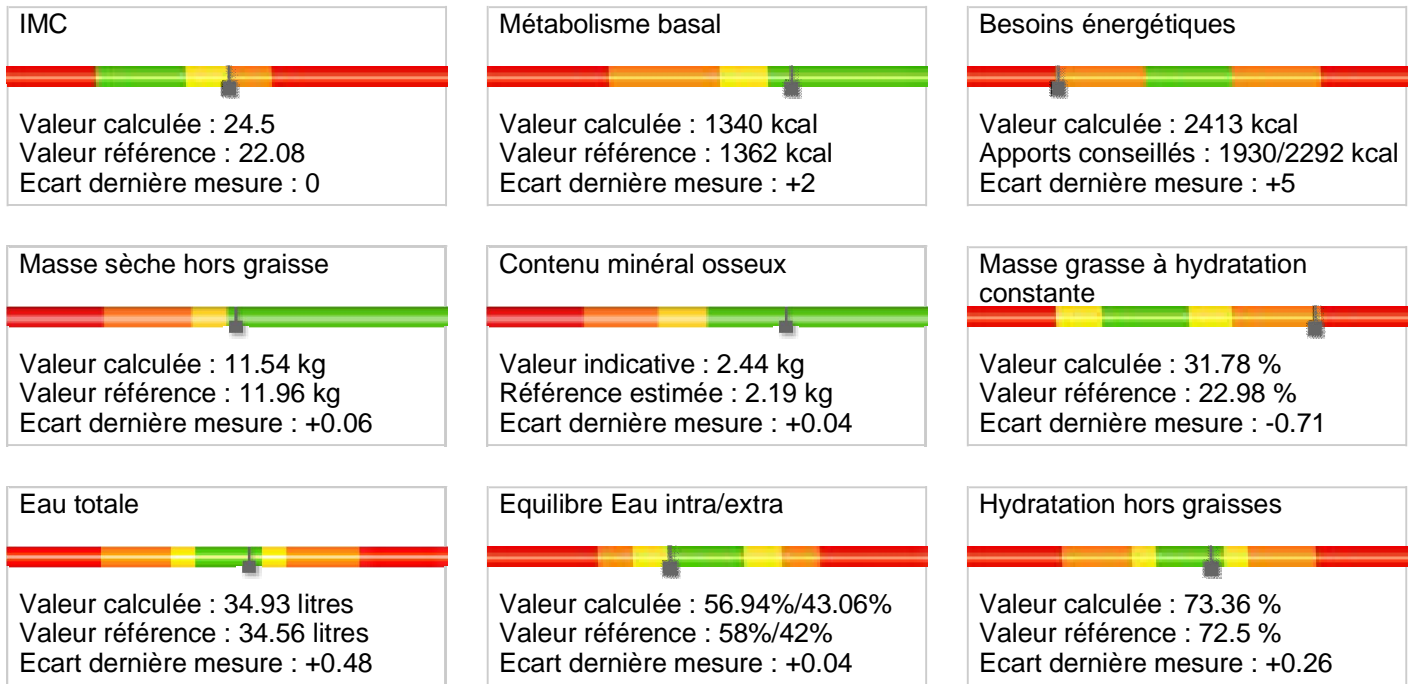 IMC
Valeur calculée : 24.5
Valeur référence : 22.08
Ecart dernière mesure : 0
Métabolisme basal
Valeur calculée : 1340 kcal
Valeur référence : 1362 kcal
Ecart dernière mesure : +2
Besoins énergétiques
Valeur calculée : 2413 kcal
Apports conseillés : 1930/2292 kcal
Ecart dernière mesure : +5
Masse sèche hors graisse
Valeur calculée : 11.54 kg
Valeur référence : 11.96 kg
Ecart dernière mesure : +0.06
Contenu minéral osseux
Valeur indicative : 2.44 kg
Référence estimée : 2.19 kg
Ecart dernière mesure : +0.04
Masse grasse à hydratation
constante
Valeur calculée : 31.78 %
Valeur référence : 22.98 %
Ecart dernière mesure : -0.71
Eau totale
Valeur calculée : 34.93 litres
Valeur référence : 34.56 litres
Ecart dernière mesure : +0.48
Equilibre Eau intra/extra
Valeur calculée : 56.94%/43.06%
Valeur référence : 58%/42%
Ecart dernière mesure : +0.04
Hydratation hors graisses
Valeur calculée : 73.36 %
Valeur référence : 72.5 %
Ecart dernière mesure : +0.26